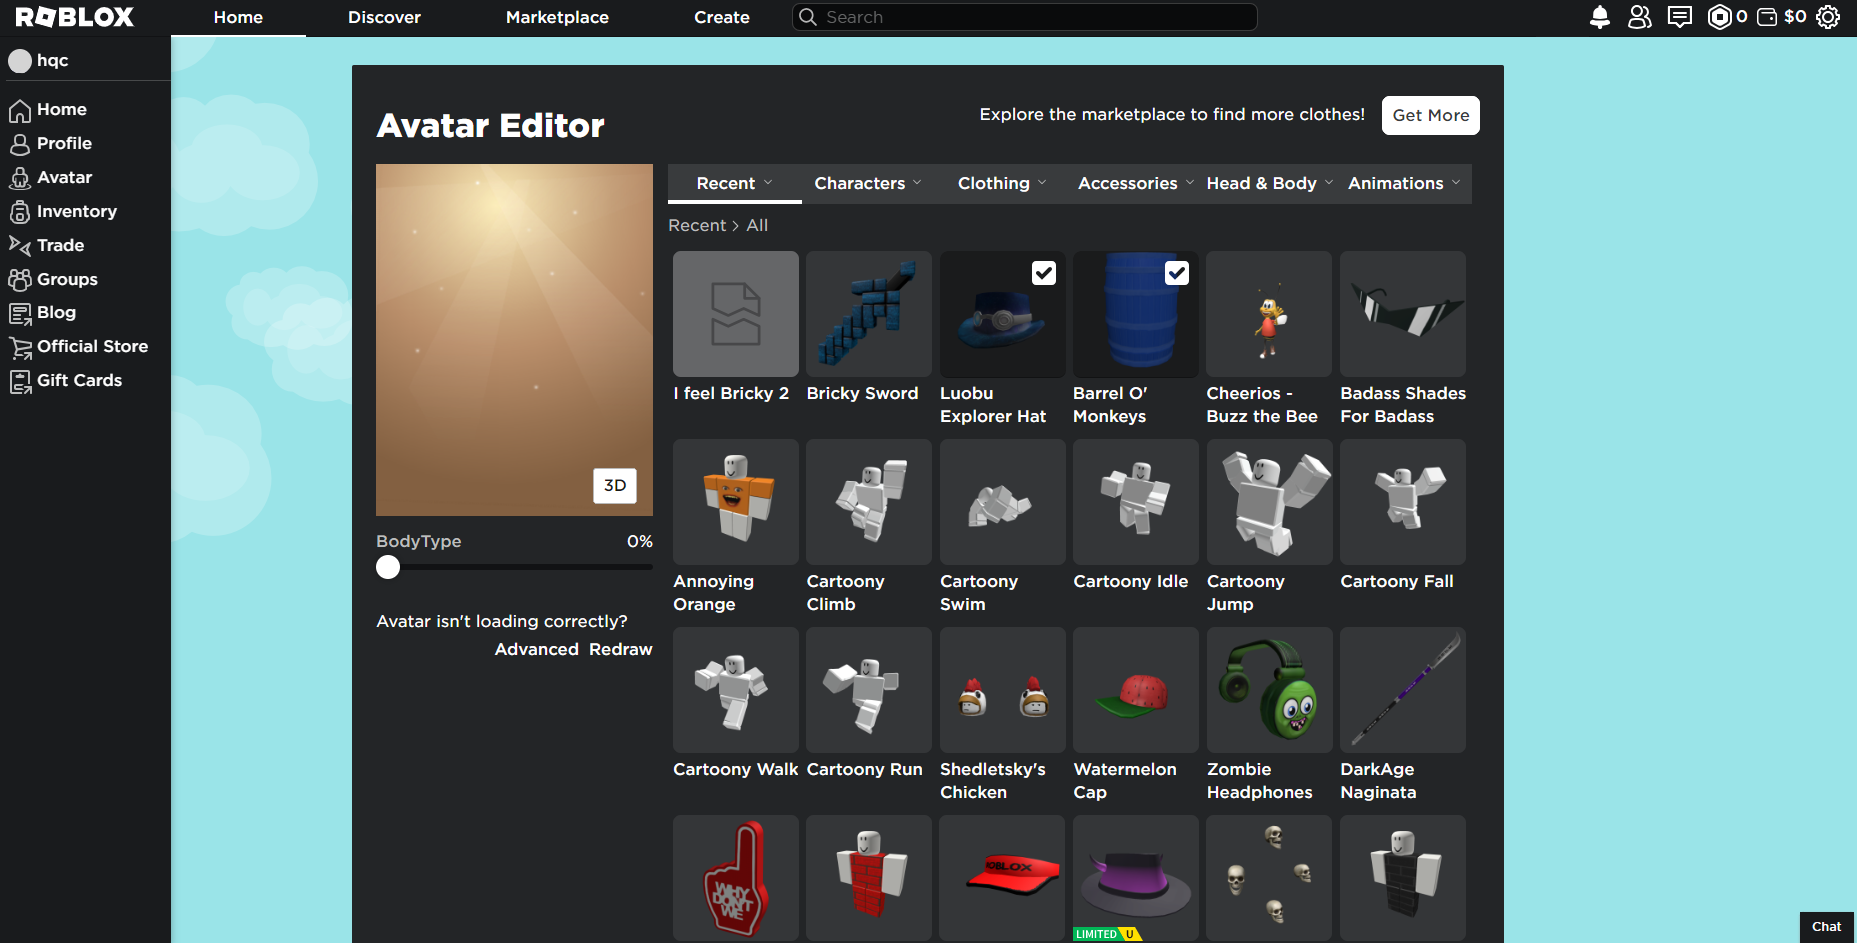 ROBLOX
Home
Discover
Marketplace
Create
Search
0
$0
hqc
Home
Profile
Avatar
Inventory
Trade
Groups
Blog
Official Store
Gift Cards
Avatar Editor
Explore the marketplace to find more clothes!
Get More
3D
BodyType
0%
Avatar isn't loading correctly?
Advanced Redraw
Recent
Characters
Clothing
Accessories
Head & Body
Animations
Recent > All
I feel Bricky 2
Bricky Sword
Luobu
Explorer Hat
Barrel O'
Monkeys
Cheerios -
Buzz the Bee
Badass Shades
For Badass
Annoying
Orange
Cartoony
Climb
Cartoony
Swim
Cartoony Idle
Cartoony
Jump
Cartoony Fall
Cartoony Walk
Cartoony Run
Shedletsky's
Chicken
Watermelon
Cap
Zombie
Headphones
DarkAge
Naginata
WHY
DON'T
WE
ROBLOX
LIMITED U
Chat